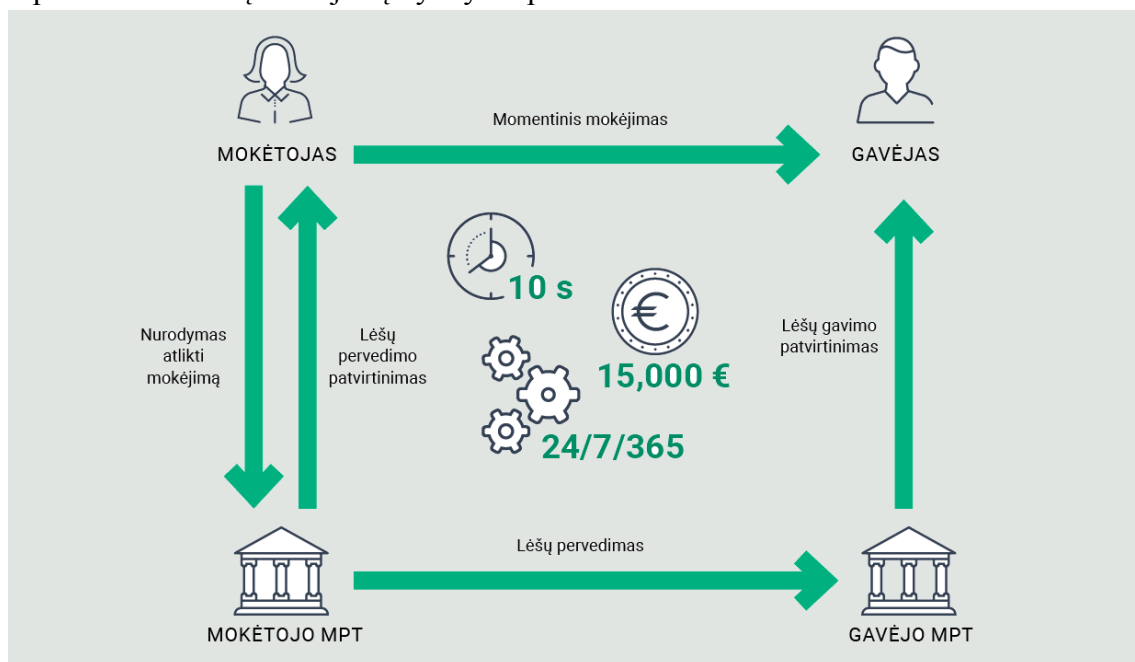 Momentinis mokėjimas
MOKĖTOJAS
GAVĖJAS
10 s
Nurodymas
atlikti
mokėjimą
Lėšų
pervedimo
patvirtinimas
15,000 €
Lėšų gavimo
patvirtinimas
24/7/365
Lėšų pervedimas
MOKĖTOJO MPT
GAVĖJO MPT